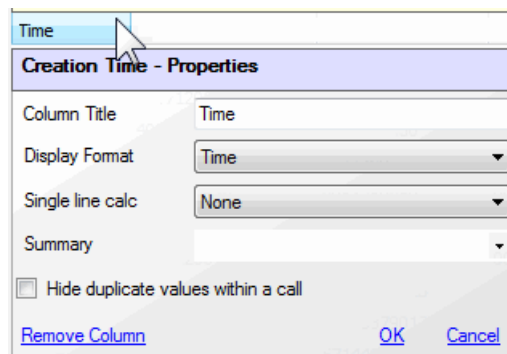 Time
Creation Time - Properties
Column Title Time
Display Format Time
Single line calc None
Summary
Hide duplicate values within a call
Remove Column OK Cancel